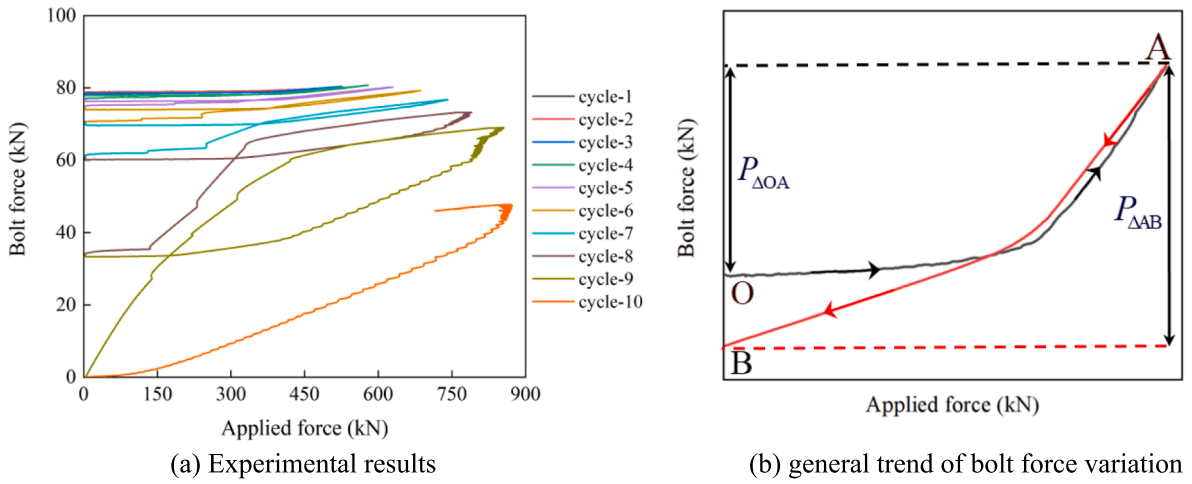 100
80
60
40
20
0
Bolt force (kN)
0 150 300 450 600 750 900
Applied force (kN)
cycle-1
cycle-2
cycle-3
cycle-4
cycle-5
cycle-6
cycle-7
cycle-8
cycle-9
cycle-10
(a) Experimental results
Bolt force (kN)
A
PΔOA
PΔAB
O
B
Applied force (kN)
(b) general trend of bolt force variation